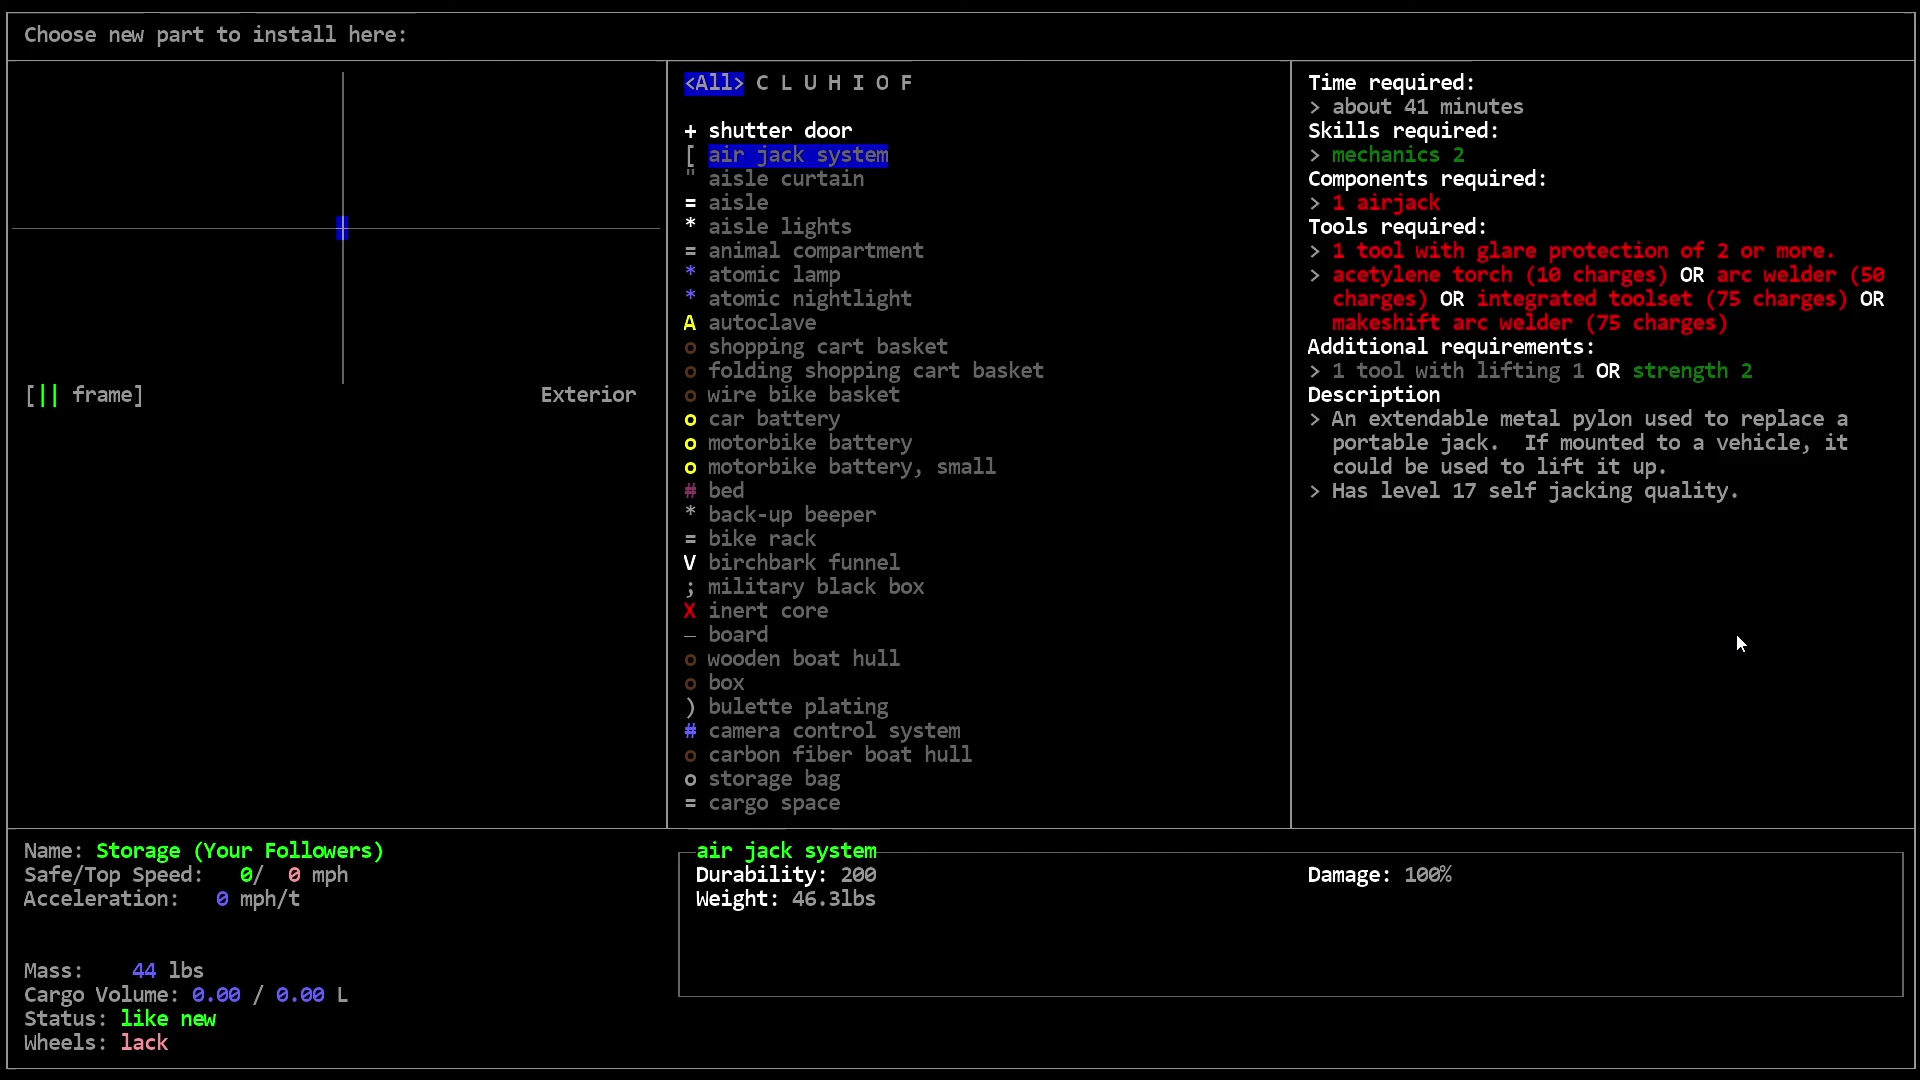 Choose new part to install here:
[|| frame] Exterior
<All> C L U H I O F
+ shutter door
[ air jack system
" aisle curtain
= aisle
* aisle lights
= animal compartment
* atomic lamp
* atomic nightlight
A autoclave
o shopping cart basket
o folding shopping cart basket
o wire bike basket
o car battery
o motorbike battery
o motorbike battery, small
# bed
* back-up beeper
= bike rack
V birchbark funnel
; military black box
X inert core
— board
o wooden boat hull
o box
) bulette plating
# camera control system
o carbon fiber boat hull
o storage bag
= cargo space
Time required:
> about 41 minutes
Skills required:
> mechanics 2
Components required:
> 1 airjack
Tools required:
> 1 tool with glare protection of 2 or more.
> acetylene torch (10 charges) OR arc welder (50
charges) OR integrated toolset (75 charges) OR
makeshift arc welder (75 charges)
Additional requirements:
> 1 tool with lifting 1 OR strength 2
Description
> An extendable metal pylon used to replace a
portable jack.  If mounted to a vehicle, it
could be used to lift it up.
> Has level 17 self jacking quality.
Name: Storage (Your Followers)
Safe/Top Speed: 0/ 0 mph
Acceleration: 0 mph/t
Mass: 44 lbs
Cargo Volume: 0.00 / 0.00 L
Status: like new
Wheels: lack
air jack system
Durability: 200
Weight: 46.3lbs
Damage: 100%